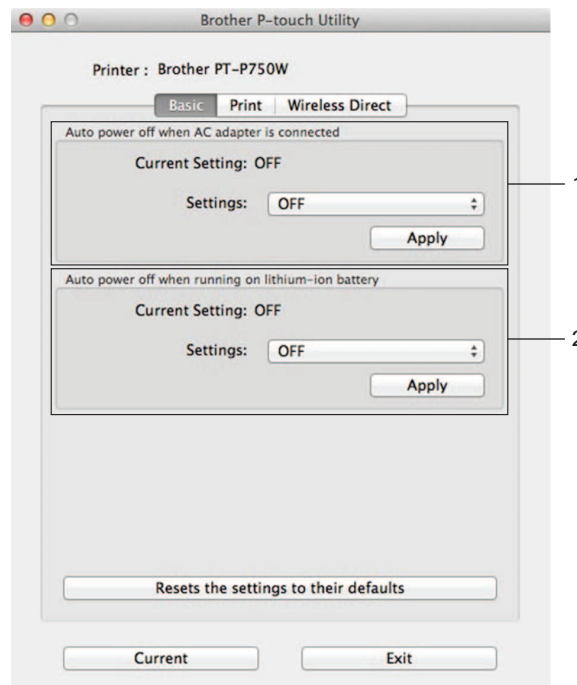 Brother P-touch Utility
Printer : Brother PT-P750W
Basic Print Wireless Direct
Auto power off when AC adapter is connected
Current Setting: OFF
Settings: OFF
Apply
1
Auto power off when running on lithium-ion battery
Current Setting: OFF
Settings: OFF
Apply
2
Resets the settings to their defaults
Current Exit